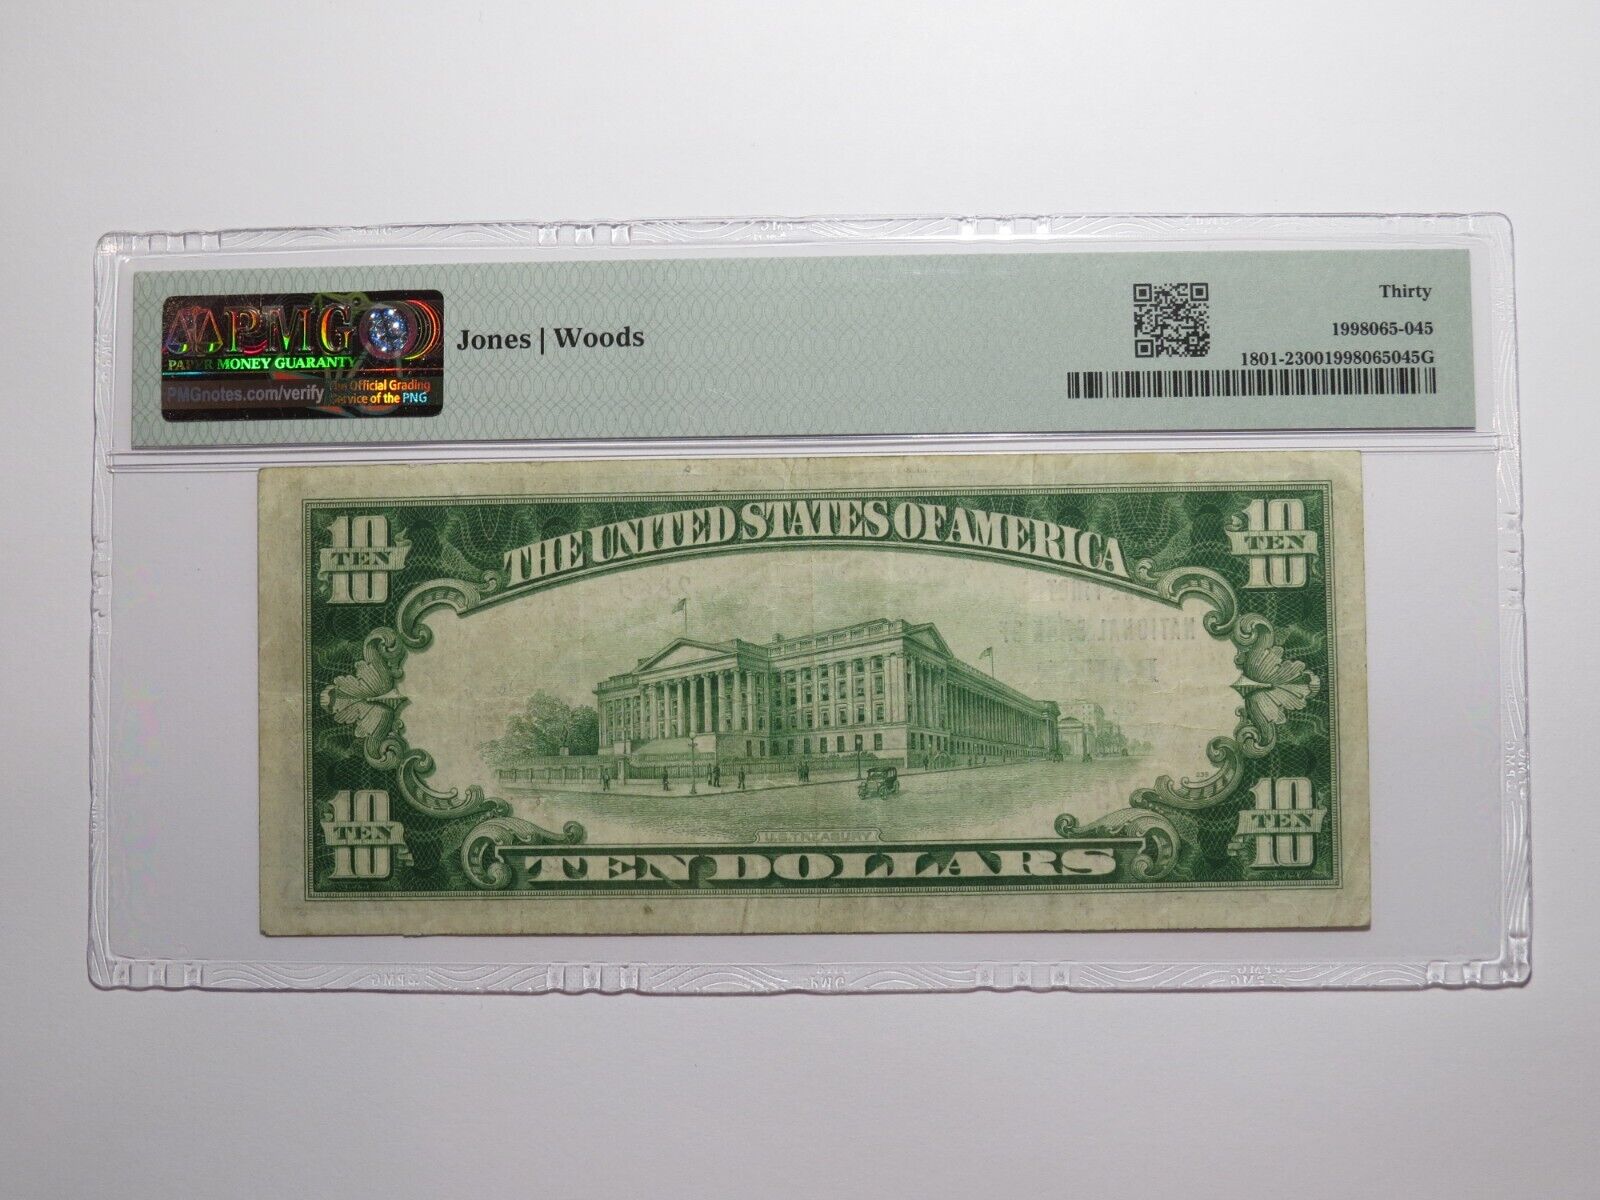 PMG
PAPER MONEY GUARANTY
PMGnotes.com/verify
The Official Grading
Service of the PNG
Jones | Woods
Thirty
1998065-045
1801-23001998065045G
THE UNITED STATES OF AMERICA
10 TEN 10
10 TEN 10
U.S. TREASURY
238
10 TEN 10
10 TEN 10
TEN DOLLARS